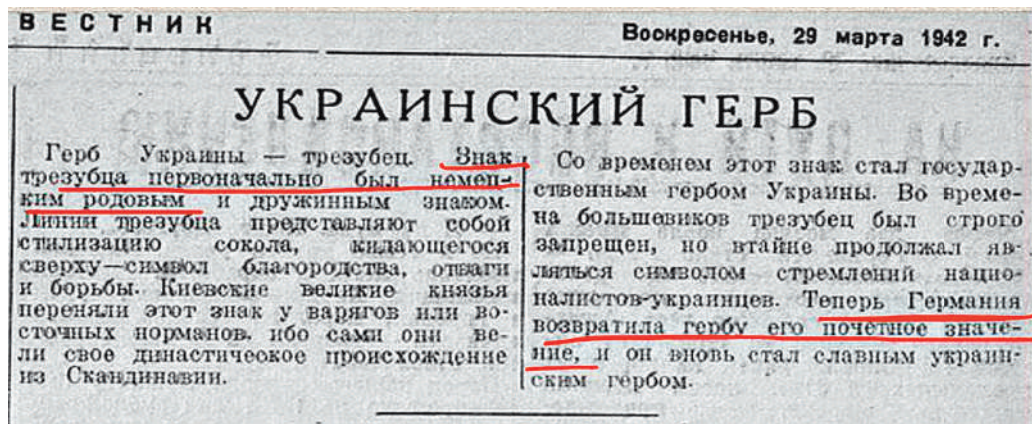 ВЕСТНИК
Воскресенье, 29 марта 1942 г.
УКРАИНСКИЙ ГЕРБ
Герб Украины — трезубец. Знак
трезубца первоначально был немец-
ким родовым и дружинным знаком.
Линии трезубца представляют собой
стилизацию сокола, кидающегося
сверху—символ благородства, отваги
и борьбы. Киевские великие князья
переняли этот знак у варягов или во-
сточных норманов. ибо сами они ве-
ли свое династическое происхождение
из Скандинавии.
Со временем этот знак стал государ-
ственным гербом Украины. Во време-
на большевиков трезубец был строго
запрещен, но втайне продолжал яв-
ляться символом стремлений нацио-
налистов-украинцев. Теперь Германия
возвратила гербу его почетное значе-
ние, и он вновь стал славным украин-
ским гербом.